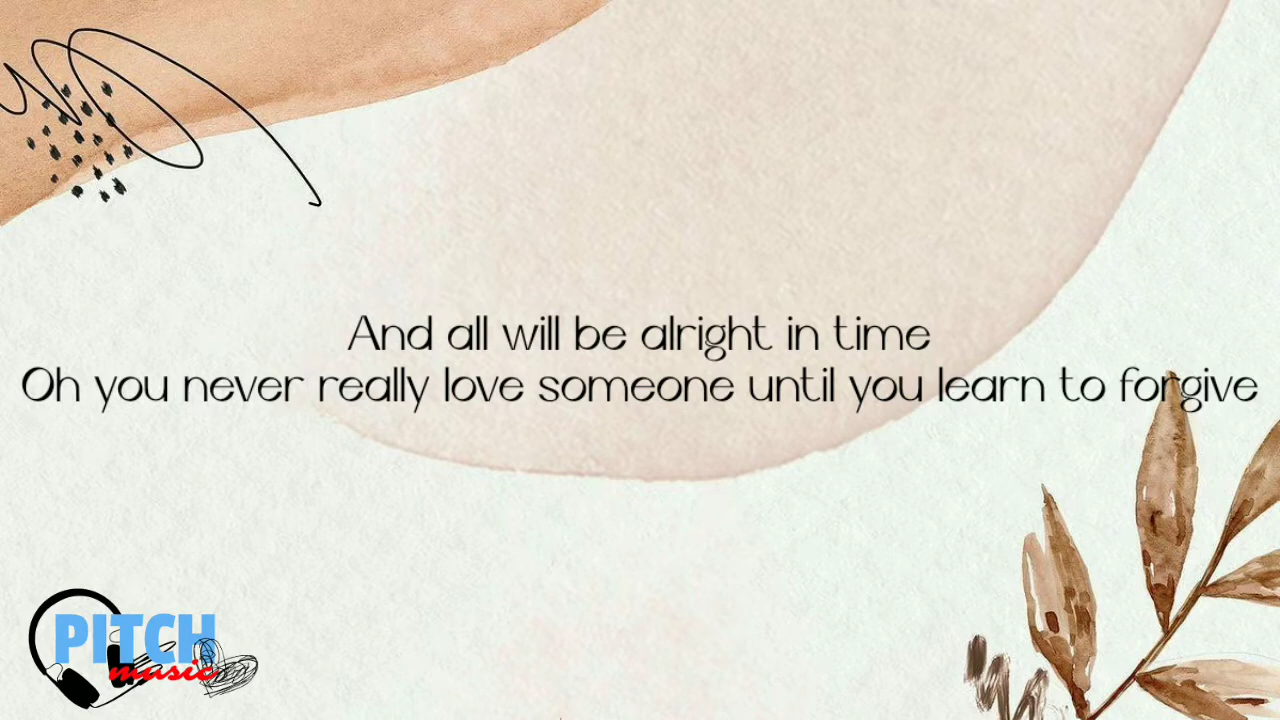 And all will be alright in time
Oh you never really love someone until you learn to forgive
PITCH
music